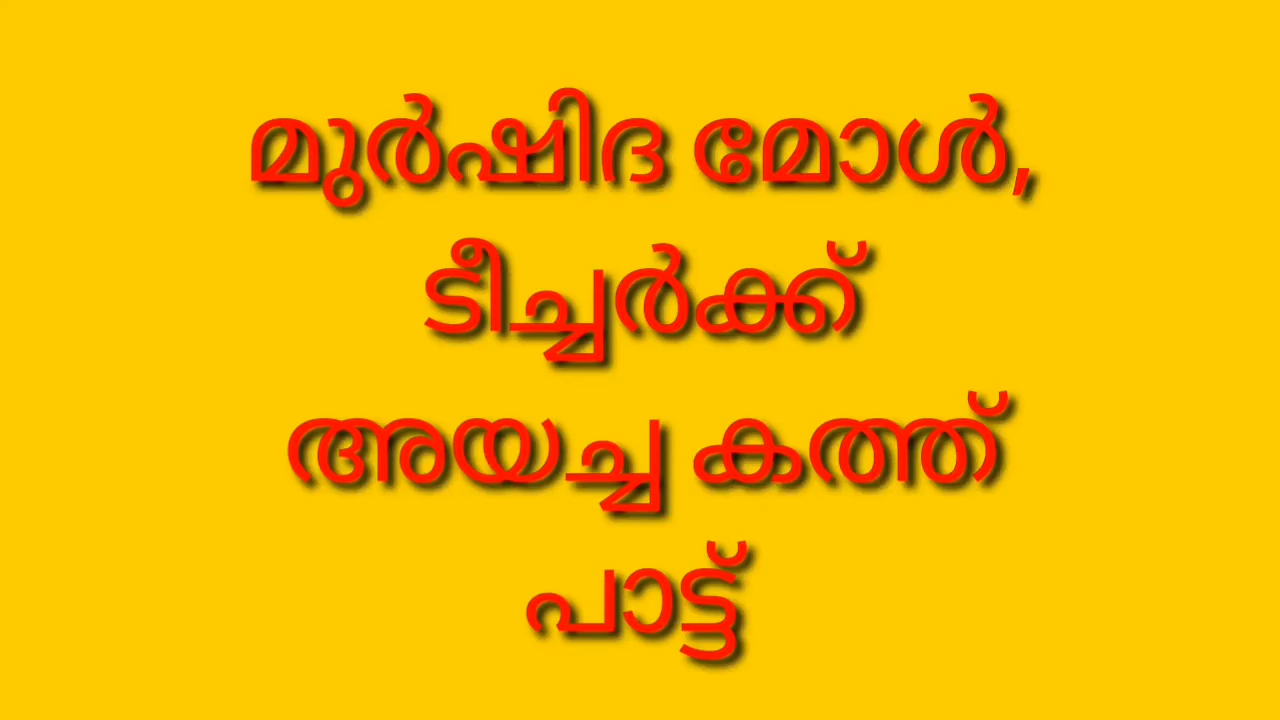 മുർഷിദ മോൾ,
ടീച്ചർക്ക്
അയച്ച കത്ത്
പാട്ട്